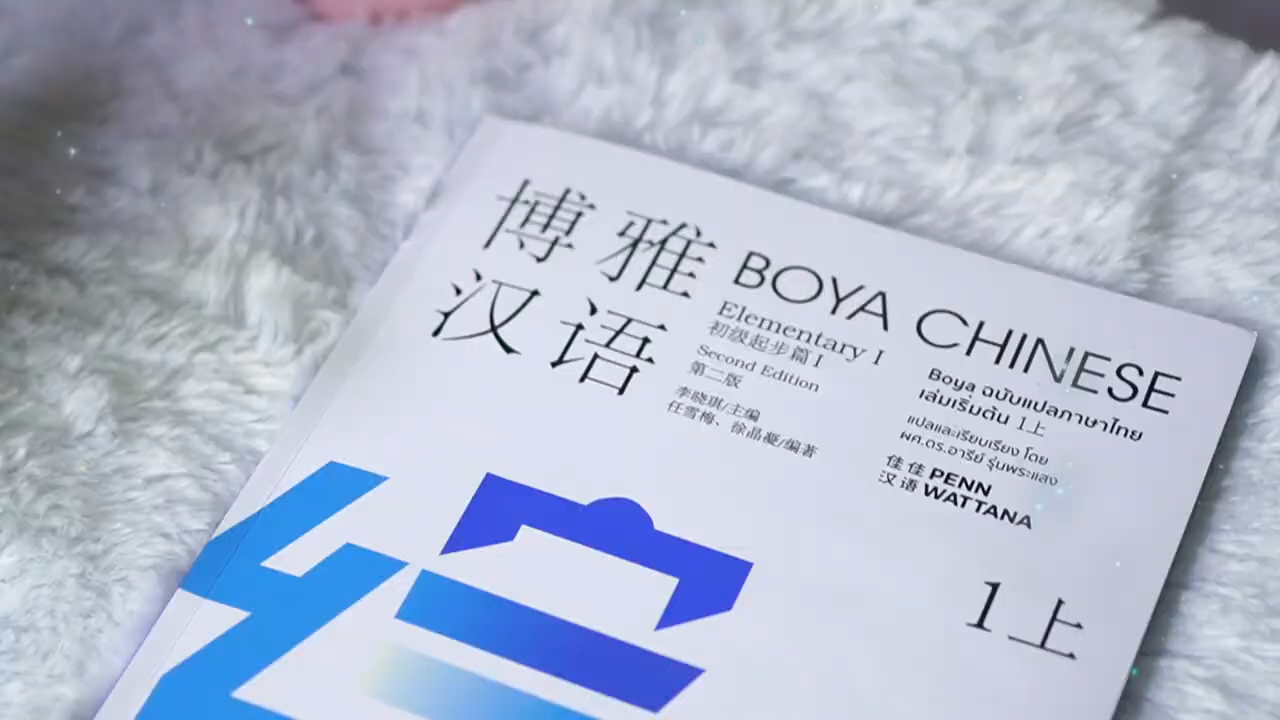 博雅
汉语
BOYA CHINESE
Elementary I
初级起步篇 I
Second Edition
第二版
李晓琪/主编
任雪梅、徐晶凝/编著
Boya ฉบับแปลภาษาไทย
เล่มเริ่มต้น 1上
แปลและเรียบเรียง โดย
ผศ.ดร.อารีย์ รุ่นพระแสง
佳佳 PENN
汉语 WATTANA
1上